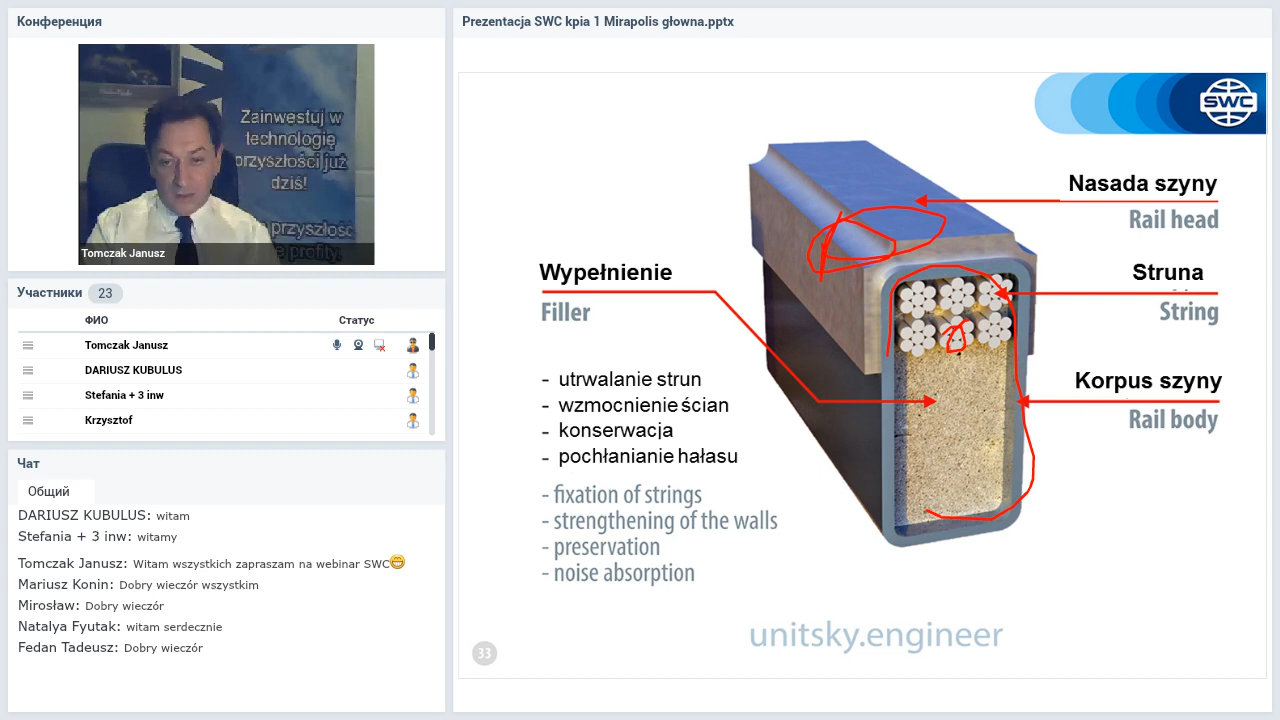 Конференция
Zainwestuj w
technologię
przyszłości już
dziś!
przyszłość
profity.
Tomczak Janusz
Участники 23
ФИО Статус
Tomczak Janusz
DARIUSZ KUBULUS
Stefania + 3 inw
Krzysztof
Чат
Общий
DARIUSZ KUBULUS: witam
Stefania + 3 inw: witamy
Tomczak Janusz: Witam wszystkich zapraszam na webinar SWC
Mariusz Konin: Dobry wieczór wszystkim
Mirosław: Dobry wieczór
Natalya Fyutak: witam serdecznie
Fedan Tadeusz: Dobry wieczór
Prezentacja SWC kpia 1 Mirapolis głowna.pptx
SWC
Nasada szyny
Rail head
Wypełnienie
Filler
Struna
String
Korpus szyny
Rail body
- utrwalanie strun
- wzmocnienie ścian
- konserwacja
- pochłanianie hałasu
- fixation of strings
- strengthening of the walls
- preservation
- noise absorption
unitsky.engineer
33